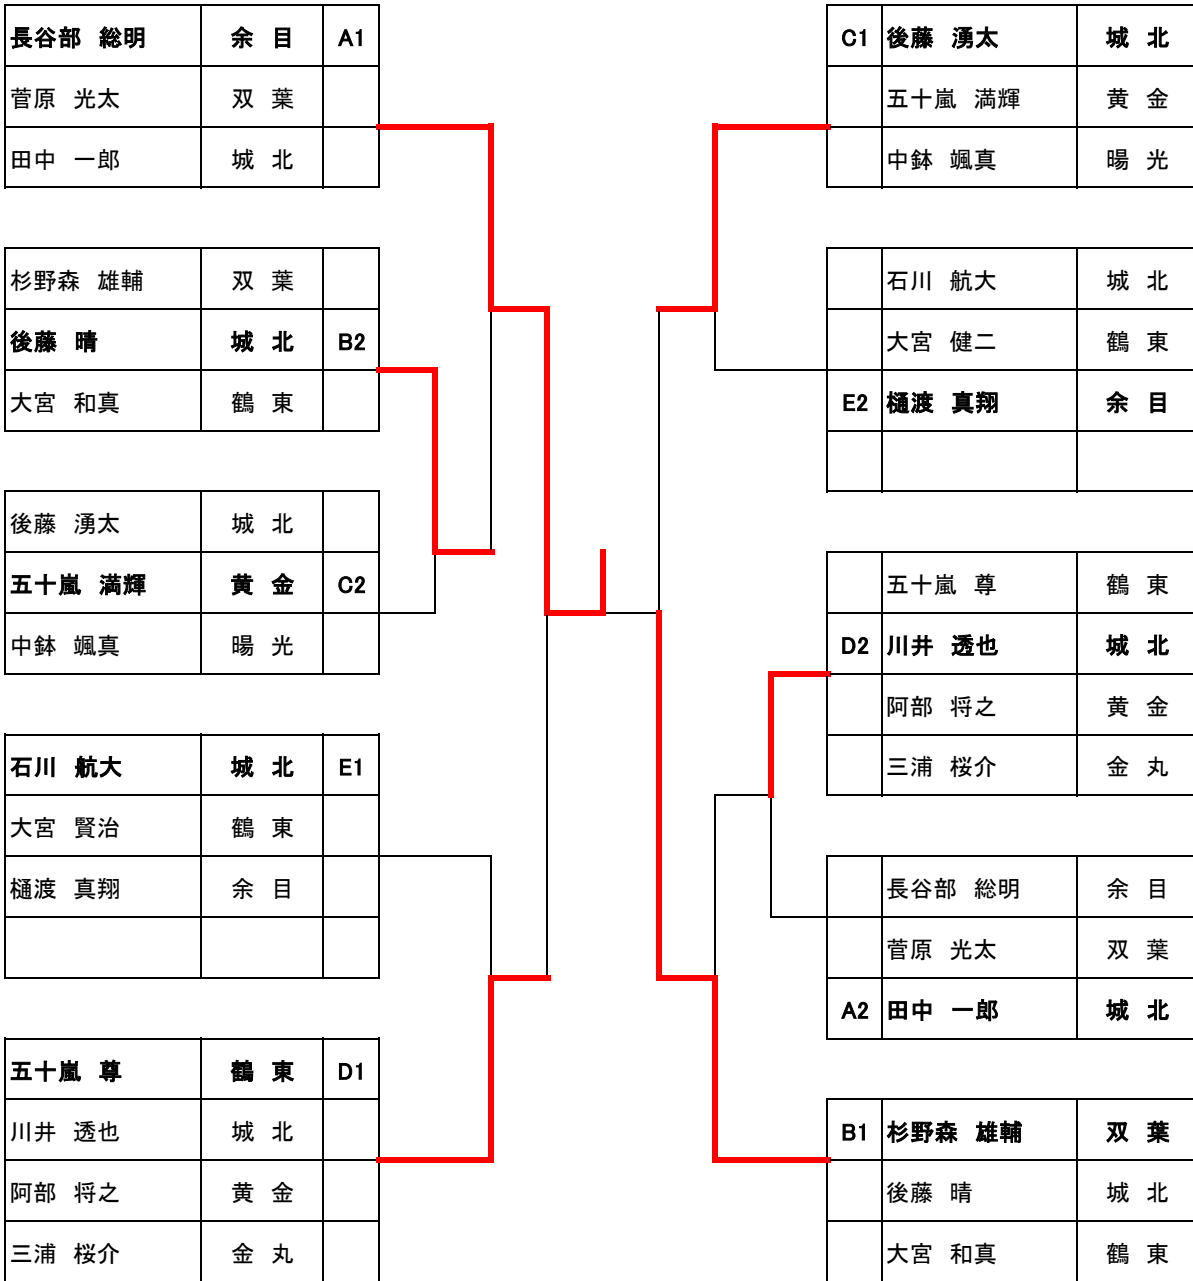 長谷部 総明 余 目 A1
菅原 光太 双 葉
田中 一郎 城 北
杉野森 雄輔 双 葉
後藤 晴 城 北 B2
大宮 和真 鶴 東
後藤 湧太 城 北
五十嵐 満輝 黄 金 C2
中鉢 颯真 暘 光
石川 航大 城 北 E1
大宮 賢治 鶴 東
樋渡 真翔 余 目
五十嵐 尊 鶴 東 D1
川井 透也 城 北
阿部 将之 黄 金
三浦 桜介 金 丸
C1 後藤 湧太 城 北
五十嵐 満輝 黄 金
中鉢 颯真 暘 光
石川 航大 城 北
大宮 健二 鶴 東
E2 樋渡 真翔 余 目
五十嵐 尊 鶴 東
D2 川井 透也 城 北
阿部 将之 黄 金
三浦 桜介 金 丸
長谷部 総明 余 目
菅原 光太 双 葉
A2 田中 一郎 城 北
B1 杉野森 雄輔 双 葉
後藤 晴 城 北
大宮 和真 鶴 東